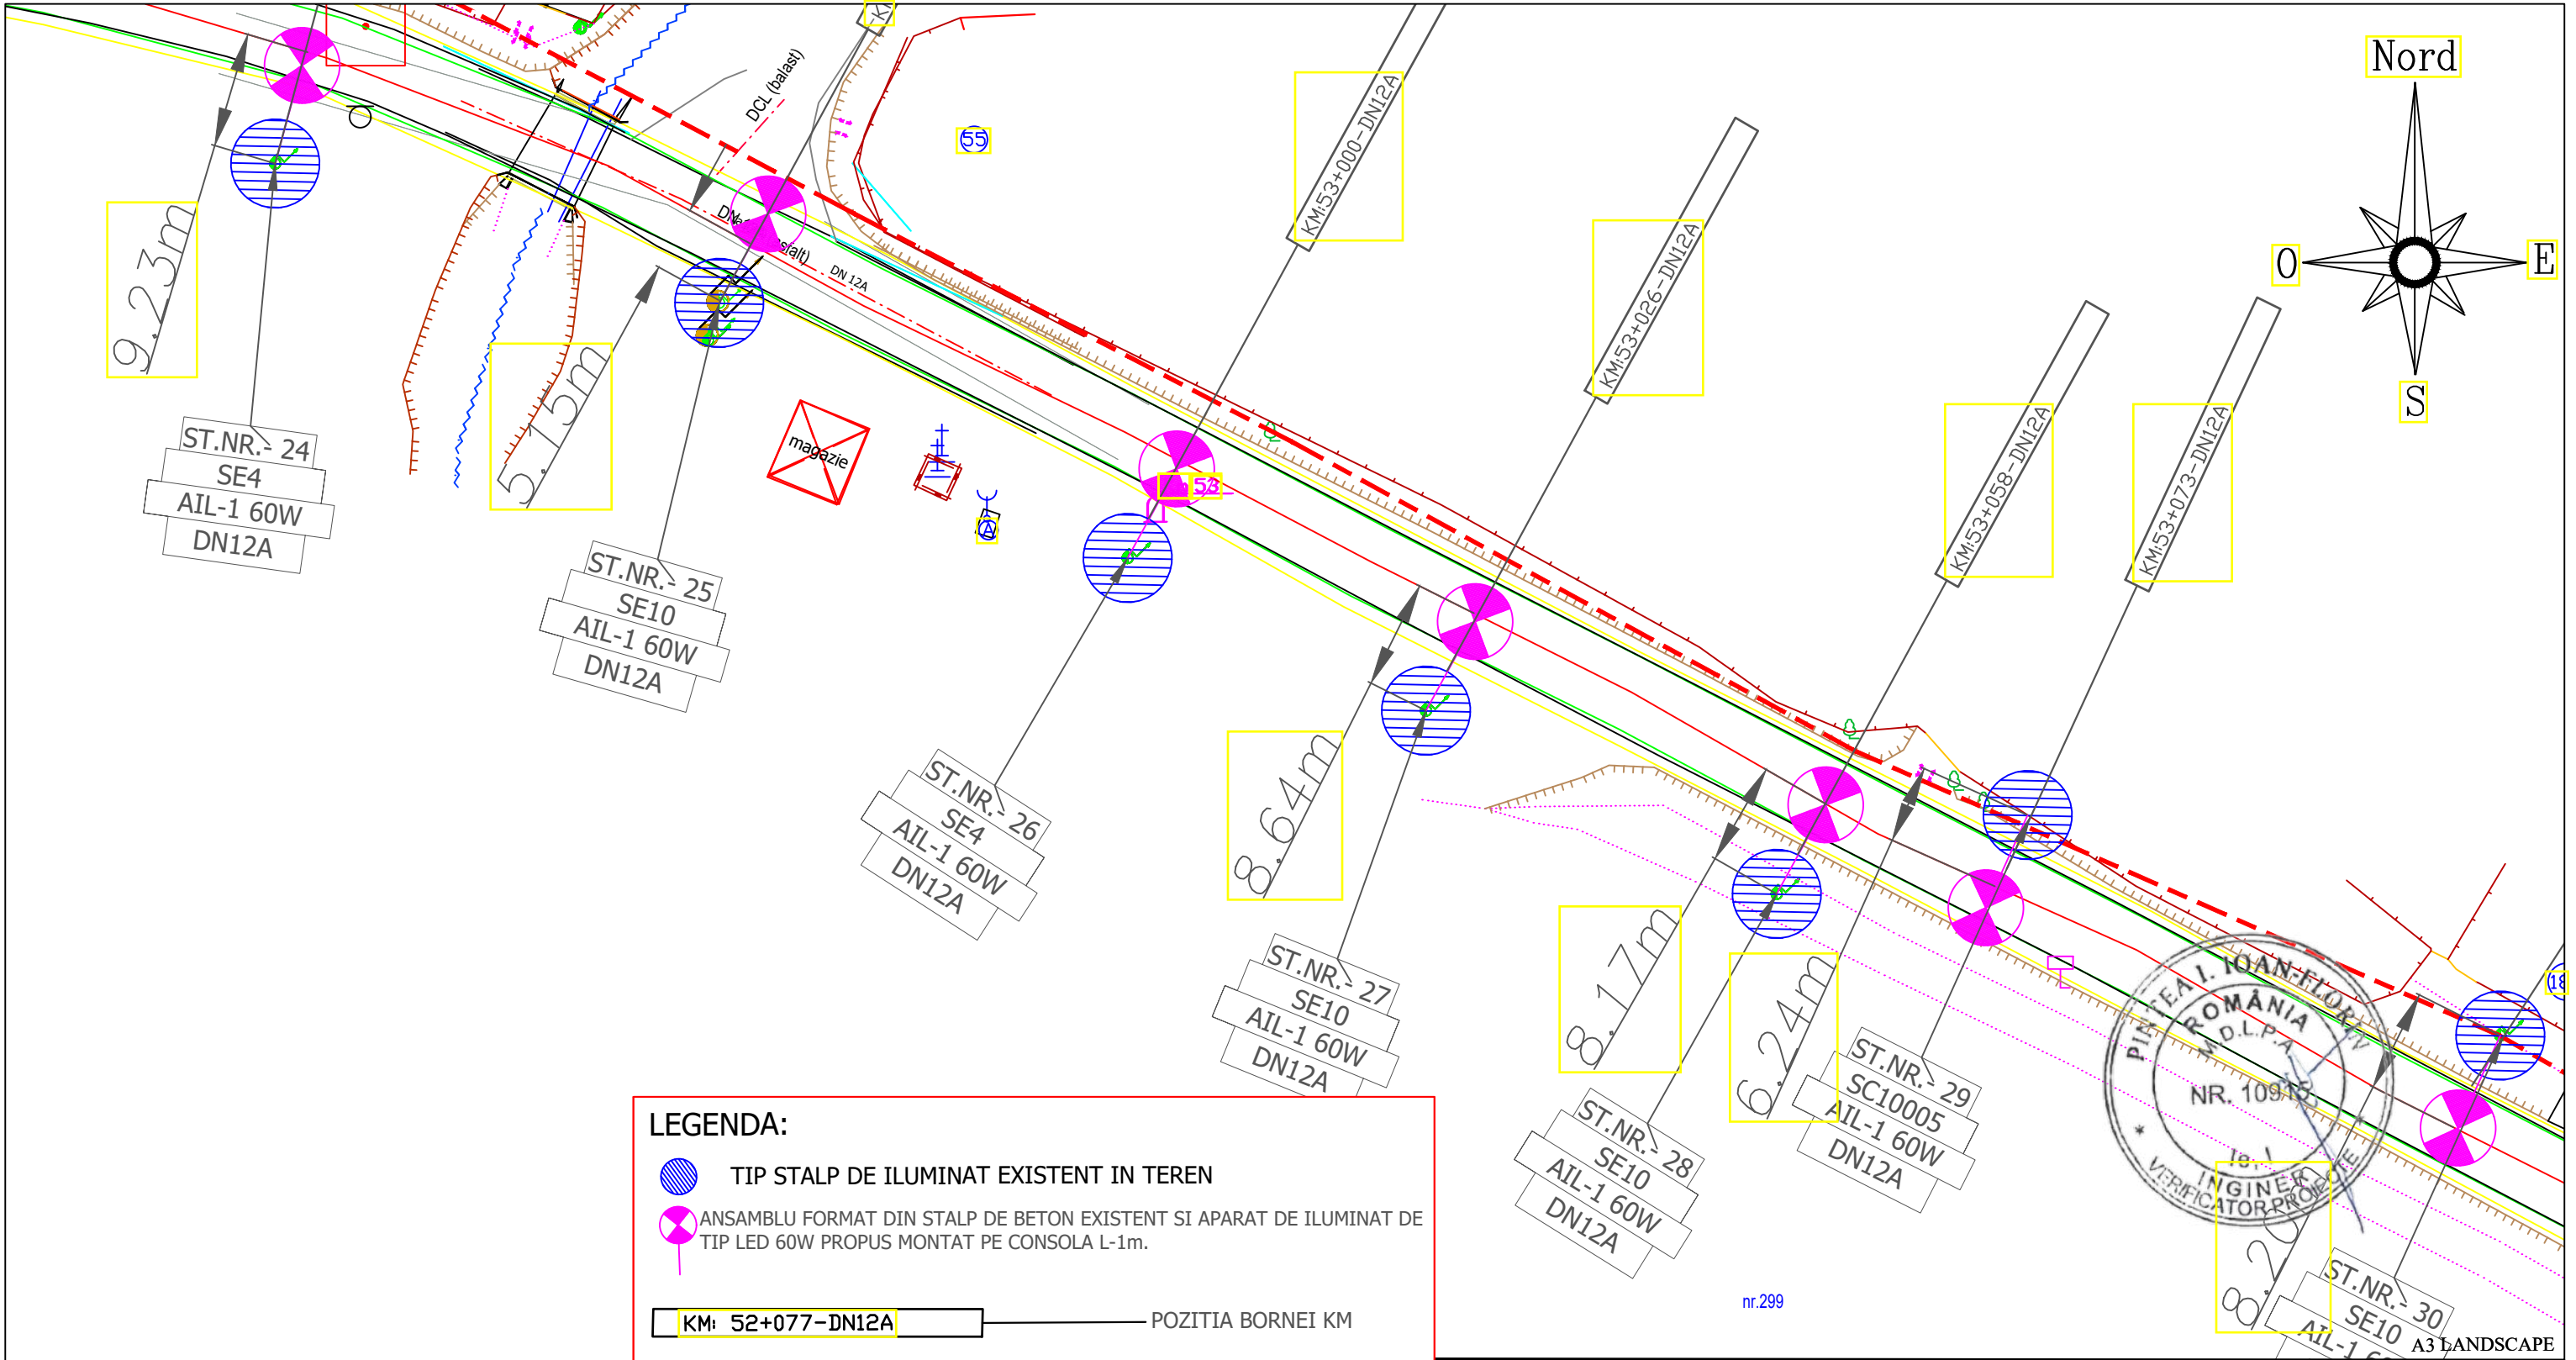 Nord
O
E
S
KM:53+000-DN12A
KM:53+026-DN12A
KM:53+058-DN12A
KM:53+073-DN12A
DCL (balast)
55
DN 12A
magazie
A
53
9.23m
5.15m
8.64m
8.17m
6.24m
ST.NR.- 24
SE4
AIL-1 60W
DN12A
ST.NR.- 25
SE10
AIL-1 60W
DN12A
ST.NR.- 26
SE4
AIL-1 60W
DN12A
ST.NR.- 27
SE10
AIL-1 60W
DN12A
ST.NR.- 28
SE10
AIL-1 60W
DN12A
ST.NR.- 29
SC10005
AIL-1 60W
DN12A
ST.NR.- 30
SE10
18
ROMÂNIA
M.D.L.P.A
INGINER
nr.299
LEGENDA:
TIP STALP DE ILUMINAT EXISTENT IN TEREN
ANSAMBLU FORMAT DIN STALP DE BETON EXISTENT SI APARAT DE ILUMINAT DE
TIP LED 60W PROPUS MONTAT PE CONSOLA L-1m.
KM: 52+077-DN12A
POZITIA BORNEI KM
A3 LANDSCAPE